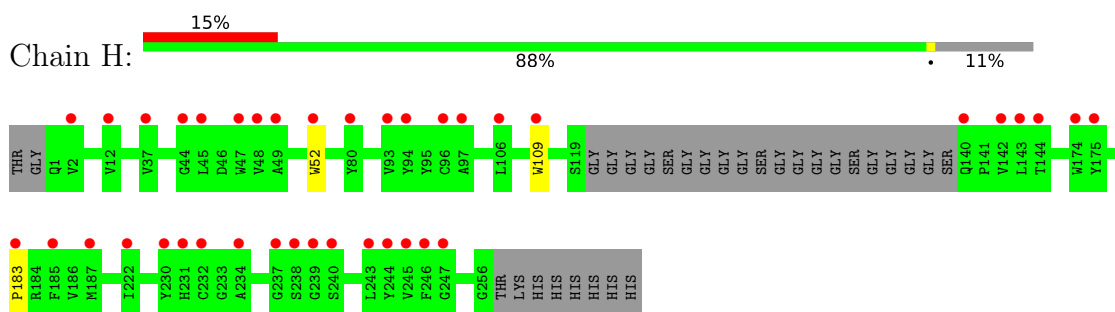 15%
Chain H:
88% • 11%
THR GLY Q1 V2 V12 V37 G44 L45 D46 W47 V48 A49 W52 Y80 V93 Y94 Y95 C96 A97 L106 W109 S119 GLY GLY GLY GLY SER GLY GLY GLY GLY SER GLY GLY GLY GLY SER GLY GLY GLY GLY SER Q140 P141 V142 L143 T144 W174 Y175
P183 R184 F185 V186 M187 I222 Y230 H231 C232 G233 A234 G237 S238 G239 S240 L243 Y244 V245 F246 G247 G256 THR LYS HIS HIS HIS HIS HIS HIS